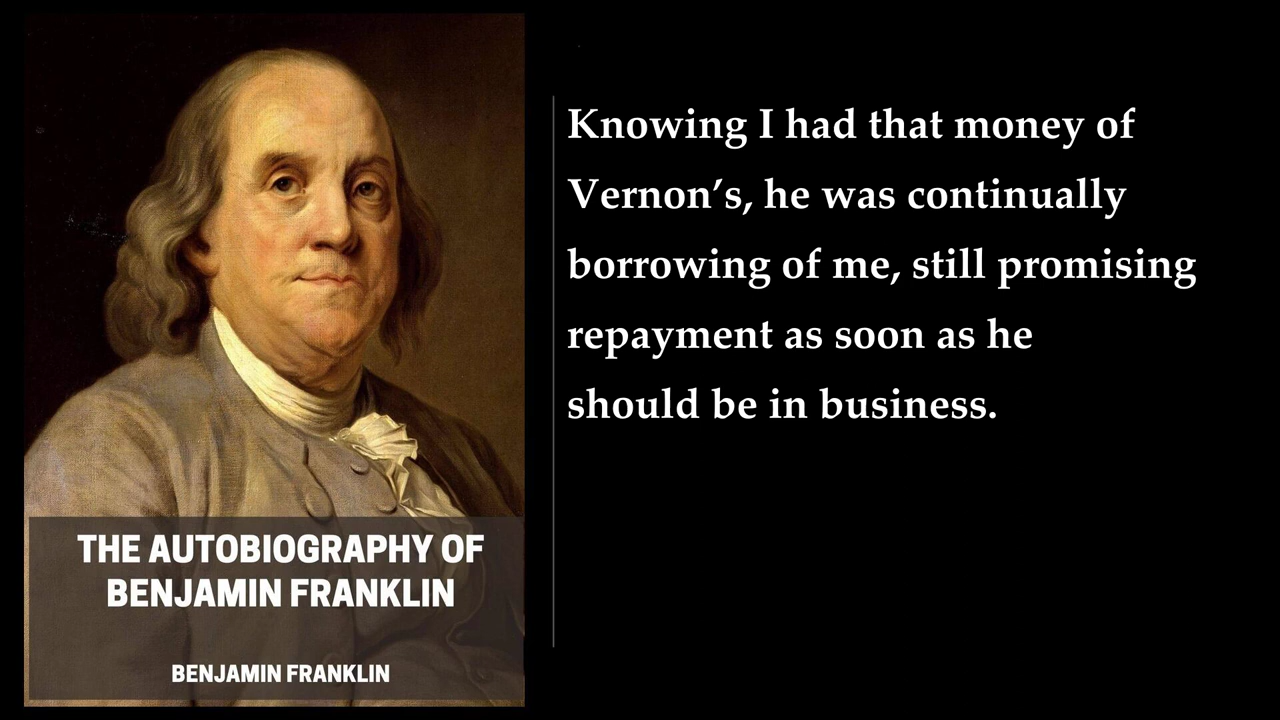 THE AUTOBIOGRAPHY OF
BENJAMIN FRANKLIN
BENJAMIN FRANKLIN
Knowing I had that money of
Vernon’s, he was continually
borrowing of me, still promising
repayment as soon as he
should be in business.